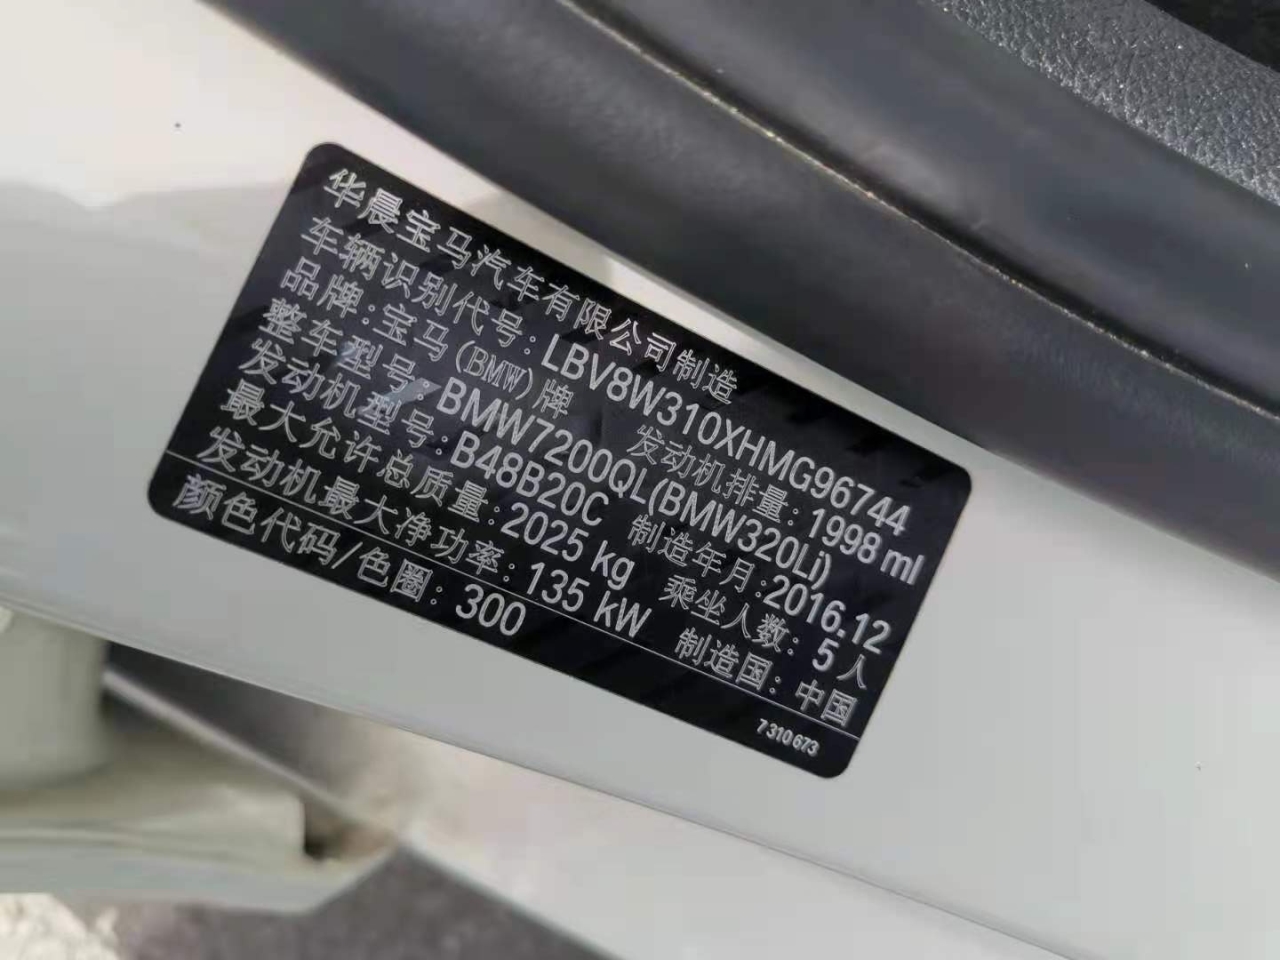 华晨宝马汽车有限公司制造
车辆识别代号:LBV8W310XHMG96744
品牌:宝马(BMW)牌 发动机排量:1998 ml
整车型号:BMW7200QL(BMW320Li)
发动机型号:B48B20C 制造年月:2016.12
最大允许总质量:2025 kg 乘坐人数:5人
发动机最大净功率:135 kW 制造国:中国
颜色代码/色圈:300
7310673